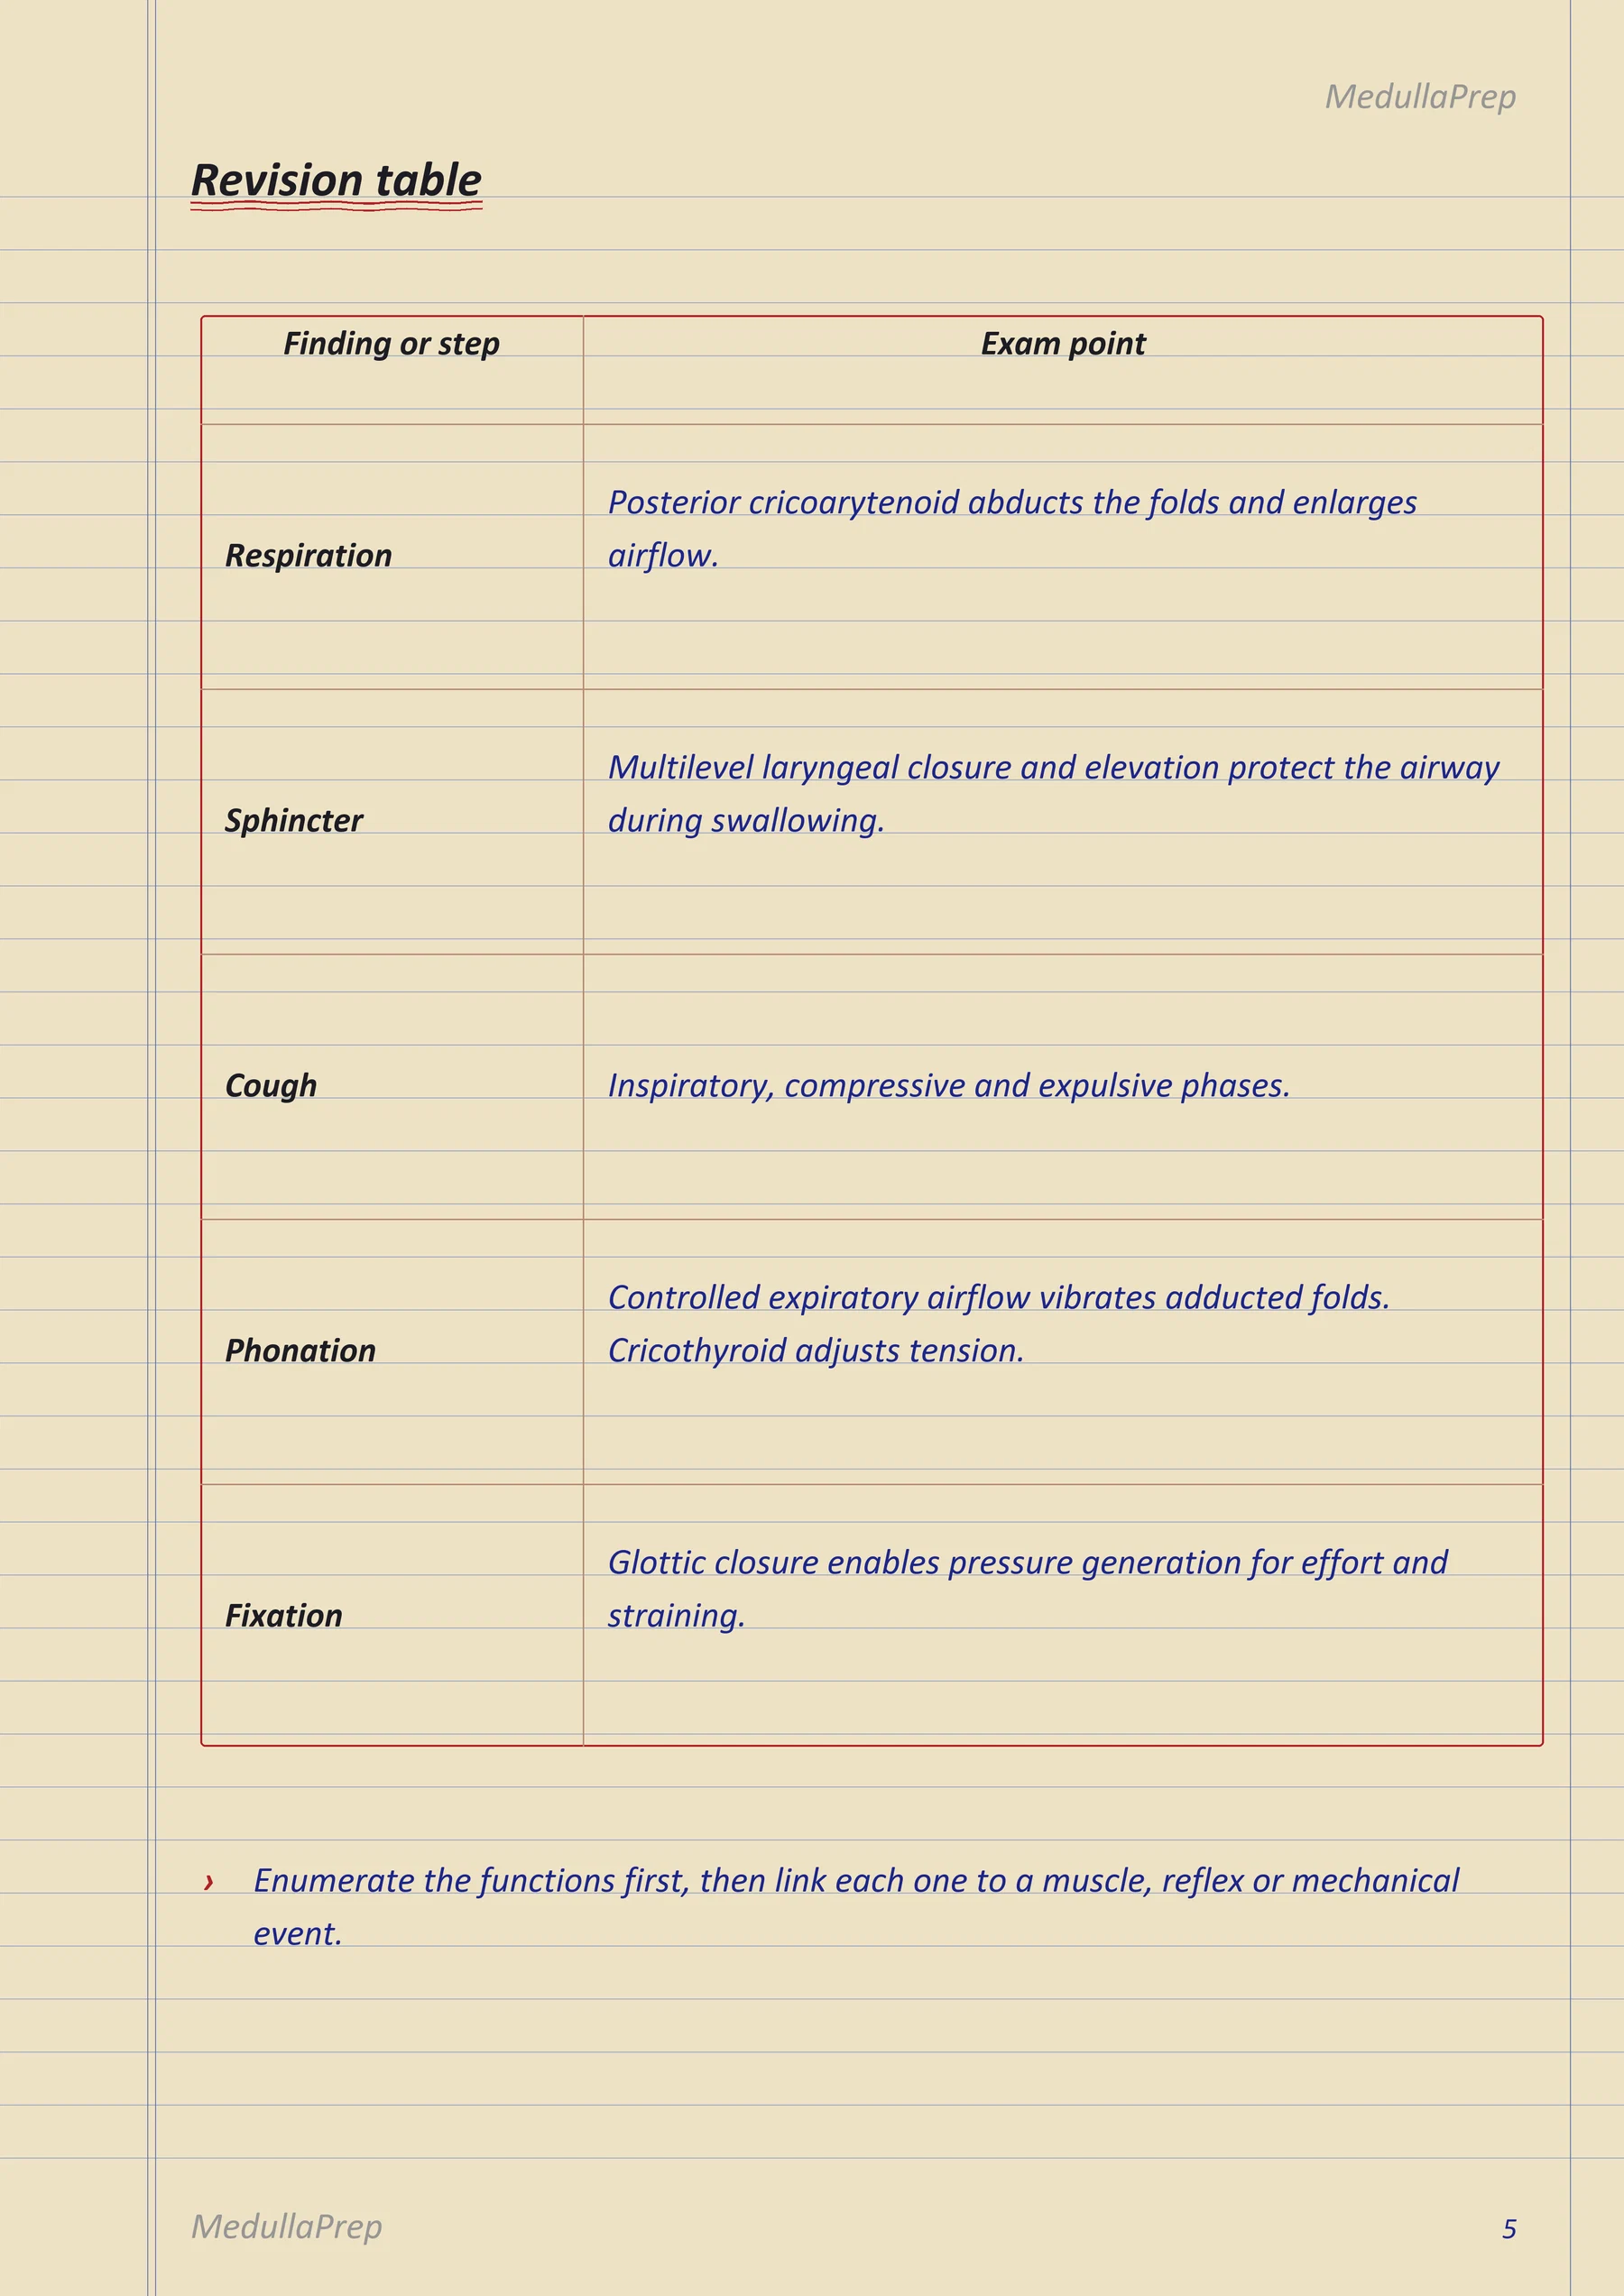 MedullaPrep
Revision table
Finding or step
Exam point
Respiration
Posterior cricoarytenoid abducts the folds and enlarges
airflow.
Sphincter
Multilevel laryngeal closure and elevation protect the airway
during swallowing.
Cough
Inspiratory, compressive and expulsive phases.
Phonation
Controlled expiratory airflow vibrates adducted folds.
Cricothyroid adjusts tension.
Fixation
Glottic closure enables pressure generation for effort and
straining.
› Enumerate the functions first, then link each one to a muscle, reflex or mechanical
event.
MedullaPrep
5